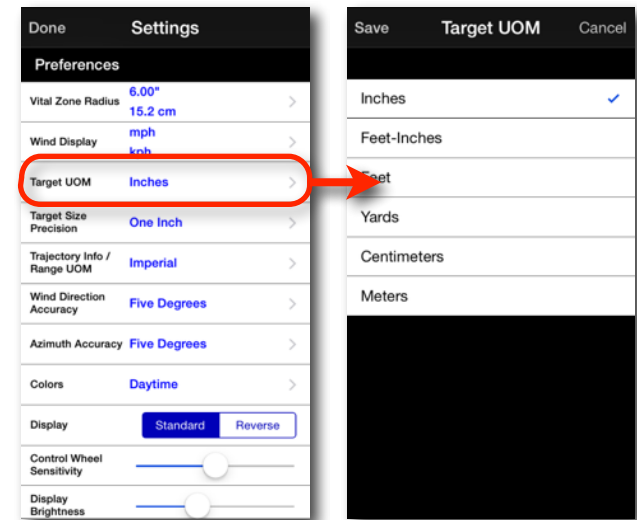 Done Settings
Preferences
Vital Zone Radius 6.00"
15.2 cm
Wind Display mph
kph
Target UOM Inches
Target Size
Precision One Inch
Trajectory Info /
Range UOM Imperial
Wind Direction
Accuracy Five Degrees
Azimuth Accuracy Five Degrees
Colors Daytime
Display Standard Reverse
Control Wheel
Sensitivity
Display
Brightness
Save Target UOM Cancel
Inches
Feet-Inches
Feet
Yards
Centimeters
Meters